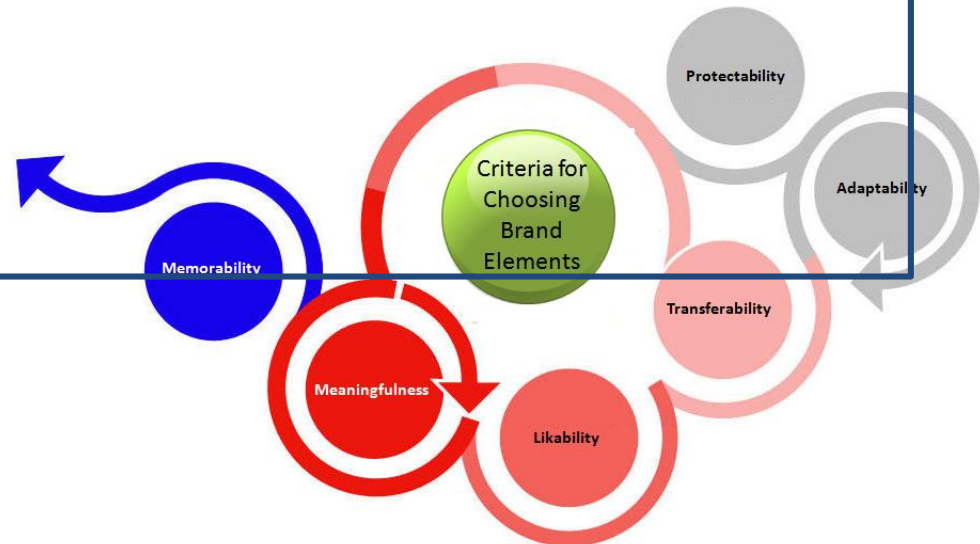 Criteria for
Choosing
Brand
Elements
Protectability
Adaptability
Transferability
Likability
Meaningfulness
Memorability